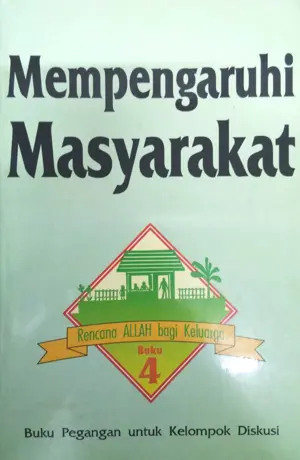 Mempengaruhi
Masyarakat
Rencana ALLAH bagi Keluarga
Buku
4
Buku Pegangan untuk Kelompok Diskusi